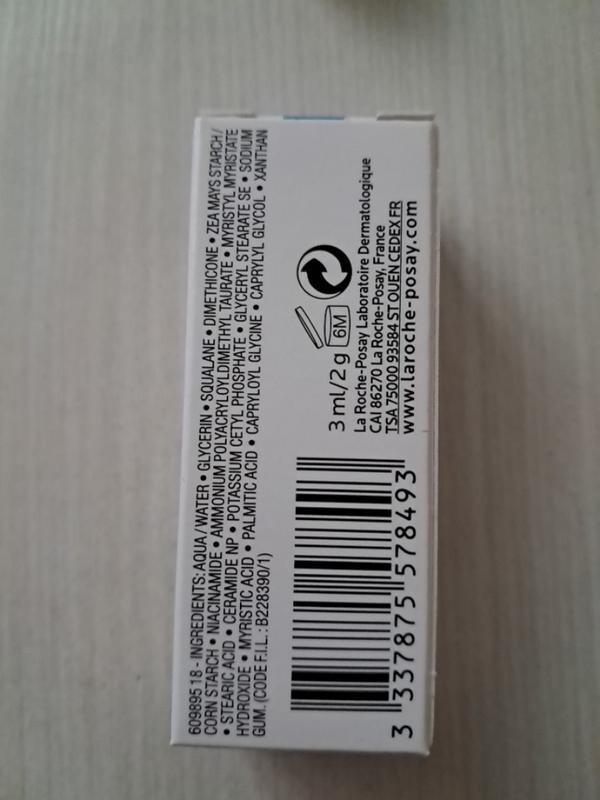 6098951 8 - INGREDIENTS: AQUA / WATER • GLYCERIN • SQUALANE • DIMETHICONE • ZEA MAYS STARCH /
CORN STARCH • NIACINAMIDE • AMMONIUM POLYACRYLOYLDIMETHYL TAURATE • MYRISTYL MYRISTATE
• STEARIC ACID • CERAMIDE NP • POTASSIUM CETYL PHOSPHATE • GLYCERYL STEARATE SE • SODIUM
HYDROXIDE • MYRISTIC ACID • PALMITIC ACID • CAPRYLOYL GLYCINE • CAPRYLYL GLYCOL • XANTHAN
GUM. (CODE F.I.L.: B228390/1)
3 ml/2 g 6M
La Roche-Posay Laboratoire Dermatologique
CAI 86270 La Roche-Posay, France
TSA 75000 93584 ST OUEN CEDEX FR
www.laroche-posay.com
3 337875 578493